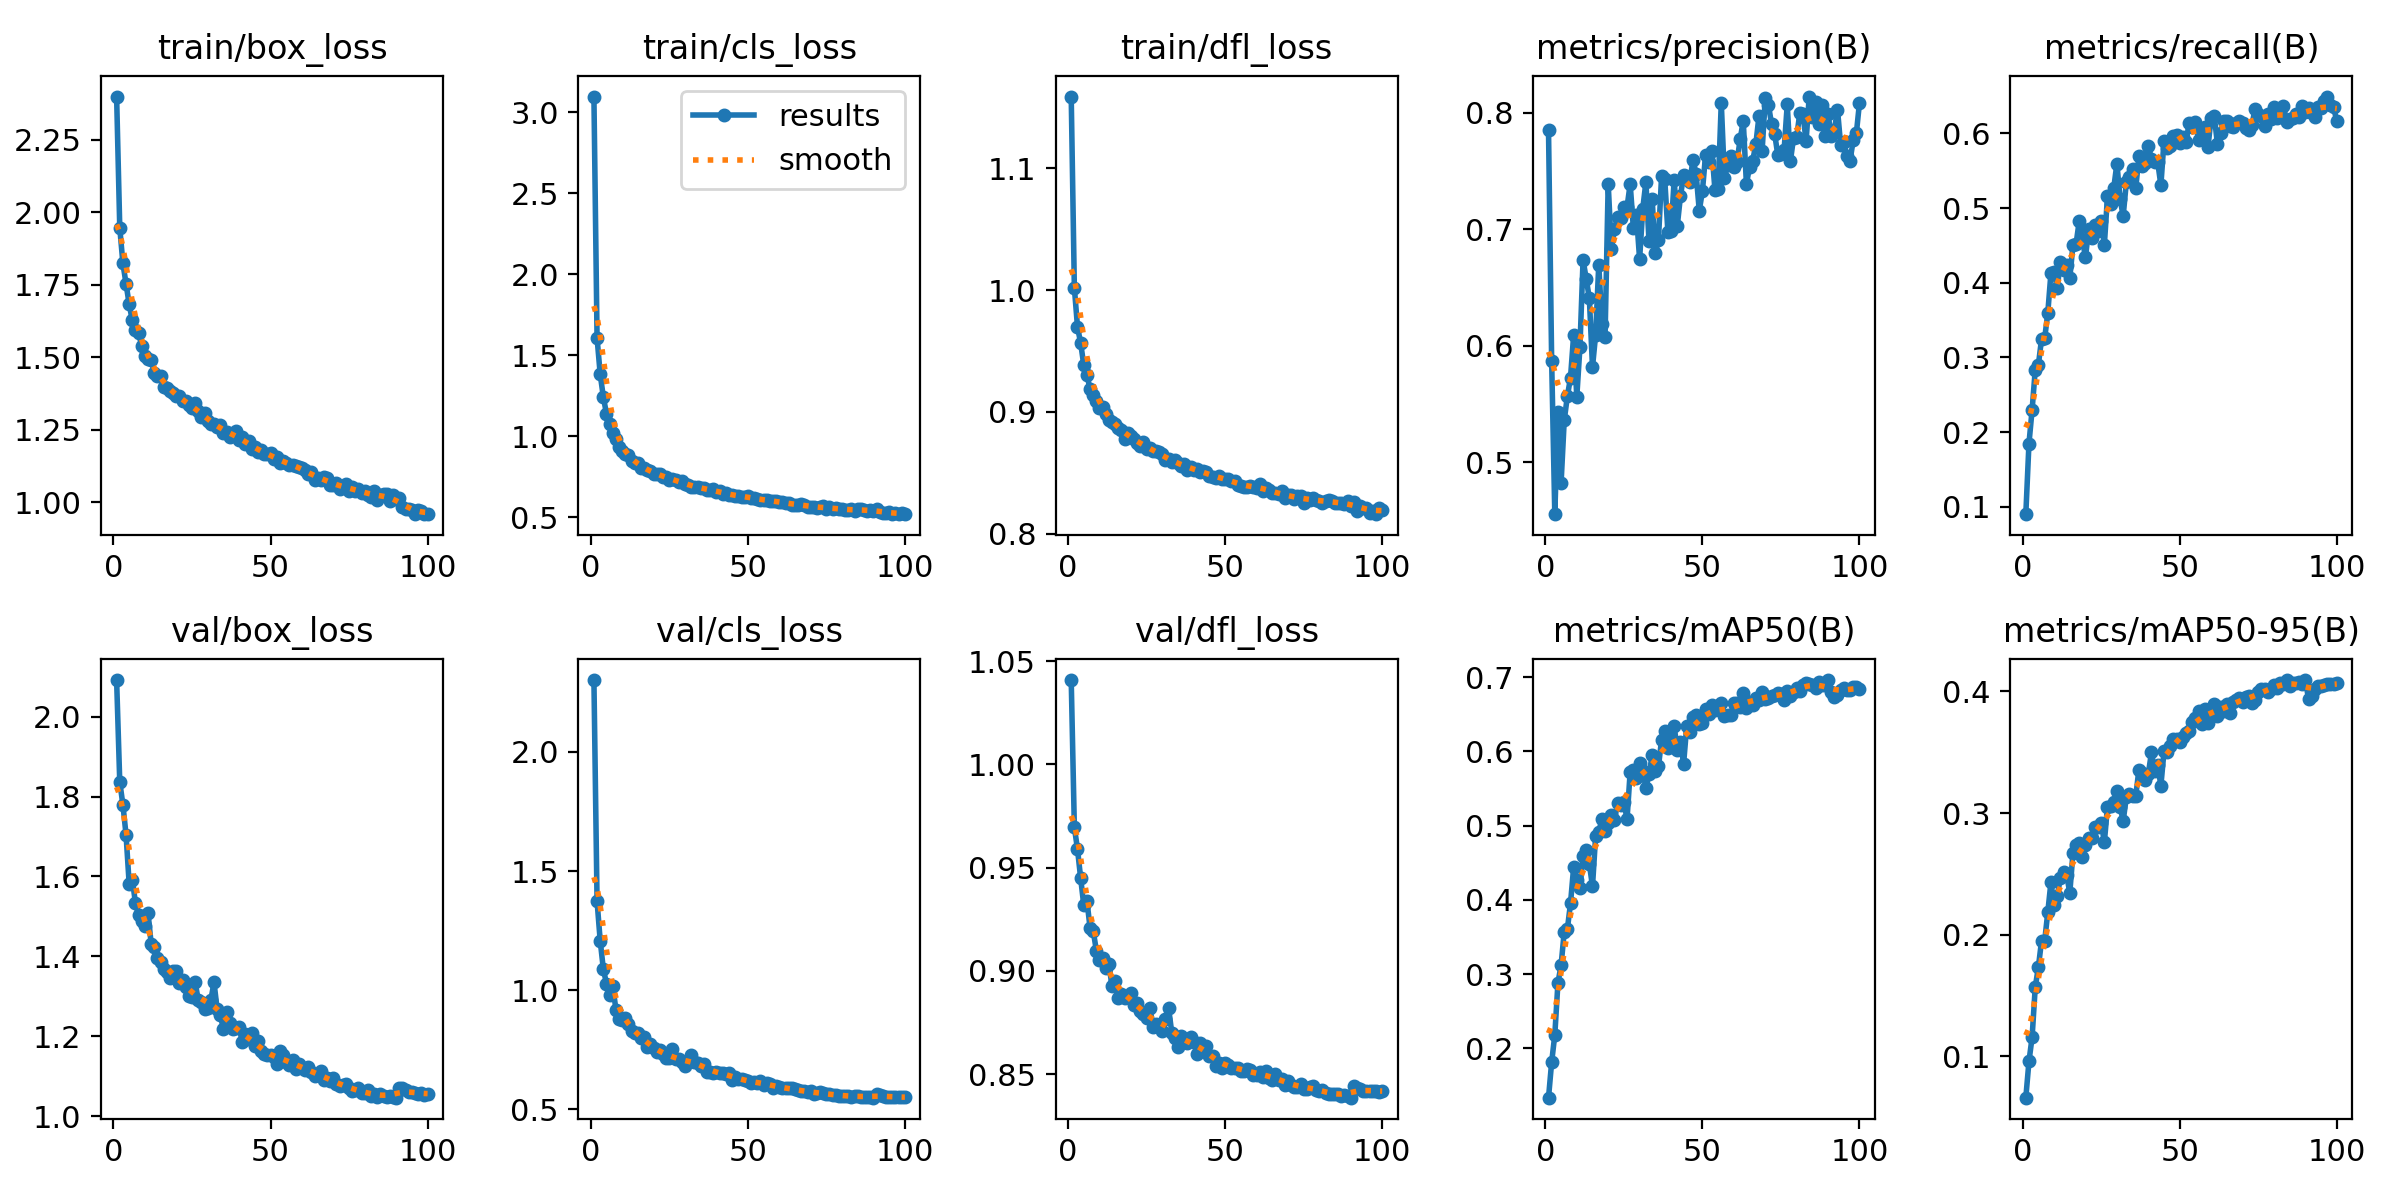 train/box_loss
2.25
2.00
1.75
1.50
1.25
1.00
0 50 100
train/cls_loss
results
smooth
3.0
2.5
2.0
1.5
1.0
0.5
0 50 100
train/dfl_loss
1.1
1.0
0.9
0.8
0 50 100
metrics/precision(B)
0.8
0.7
0.6
0.5
0 50 100
metrics/recall(B)
0.6
0.5
0.4
0.3
0.2
0.1
0 50 100
val/box_loss
2.0
1.8
1.6
1.4
1.2
1.0
0 50 100
val/cls_loss
2.0
1.5
1.0
0.5
0 50 100
val/dfl_loss
1.05
1.00
0.95
0.90
0.85
0 50 100
metrics/mAP50(B)
0.7
0.6
0.5
0.4
0.3
0.2
0 50 100
metrics/mAP50-95(B)
0.4
0.3
0.2
0.1
0 50 100